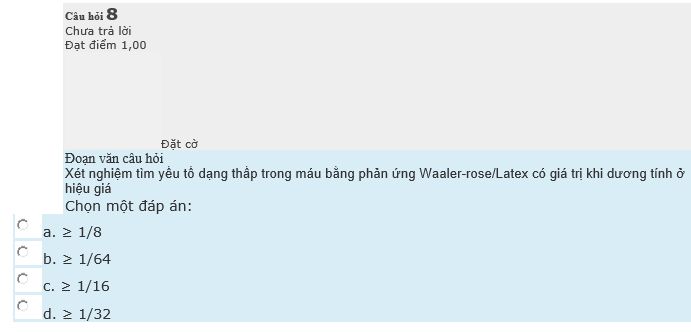 Câu hỏi 8
Chưa trả lời
Đạt điểm 1,00
Đặt cờ
Đoạn văn câu hỏi
Xét nghiệm tìm yếu tố dạng thấp trong máu bằng phản ứng Waaler-rose/Latex có giá trị khi dương tính ở
hiệu giá
Chọn một đáp án:
a. ≥ 1/8
b. ≥ 1/64
c. ≥ 1/16
d. ≥ 1/32